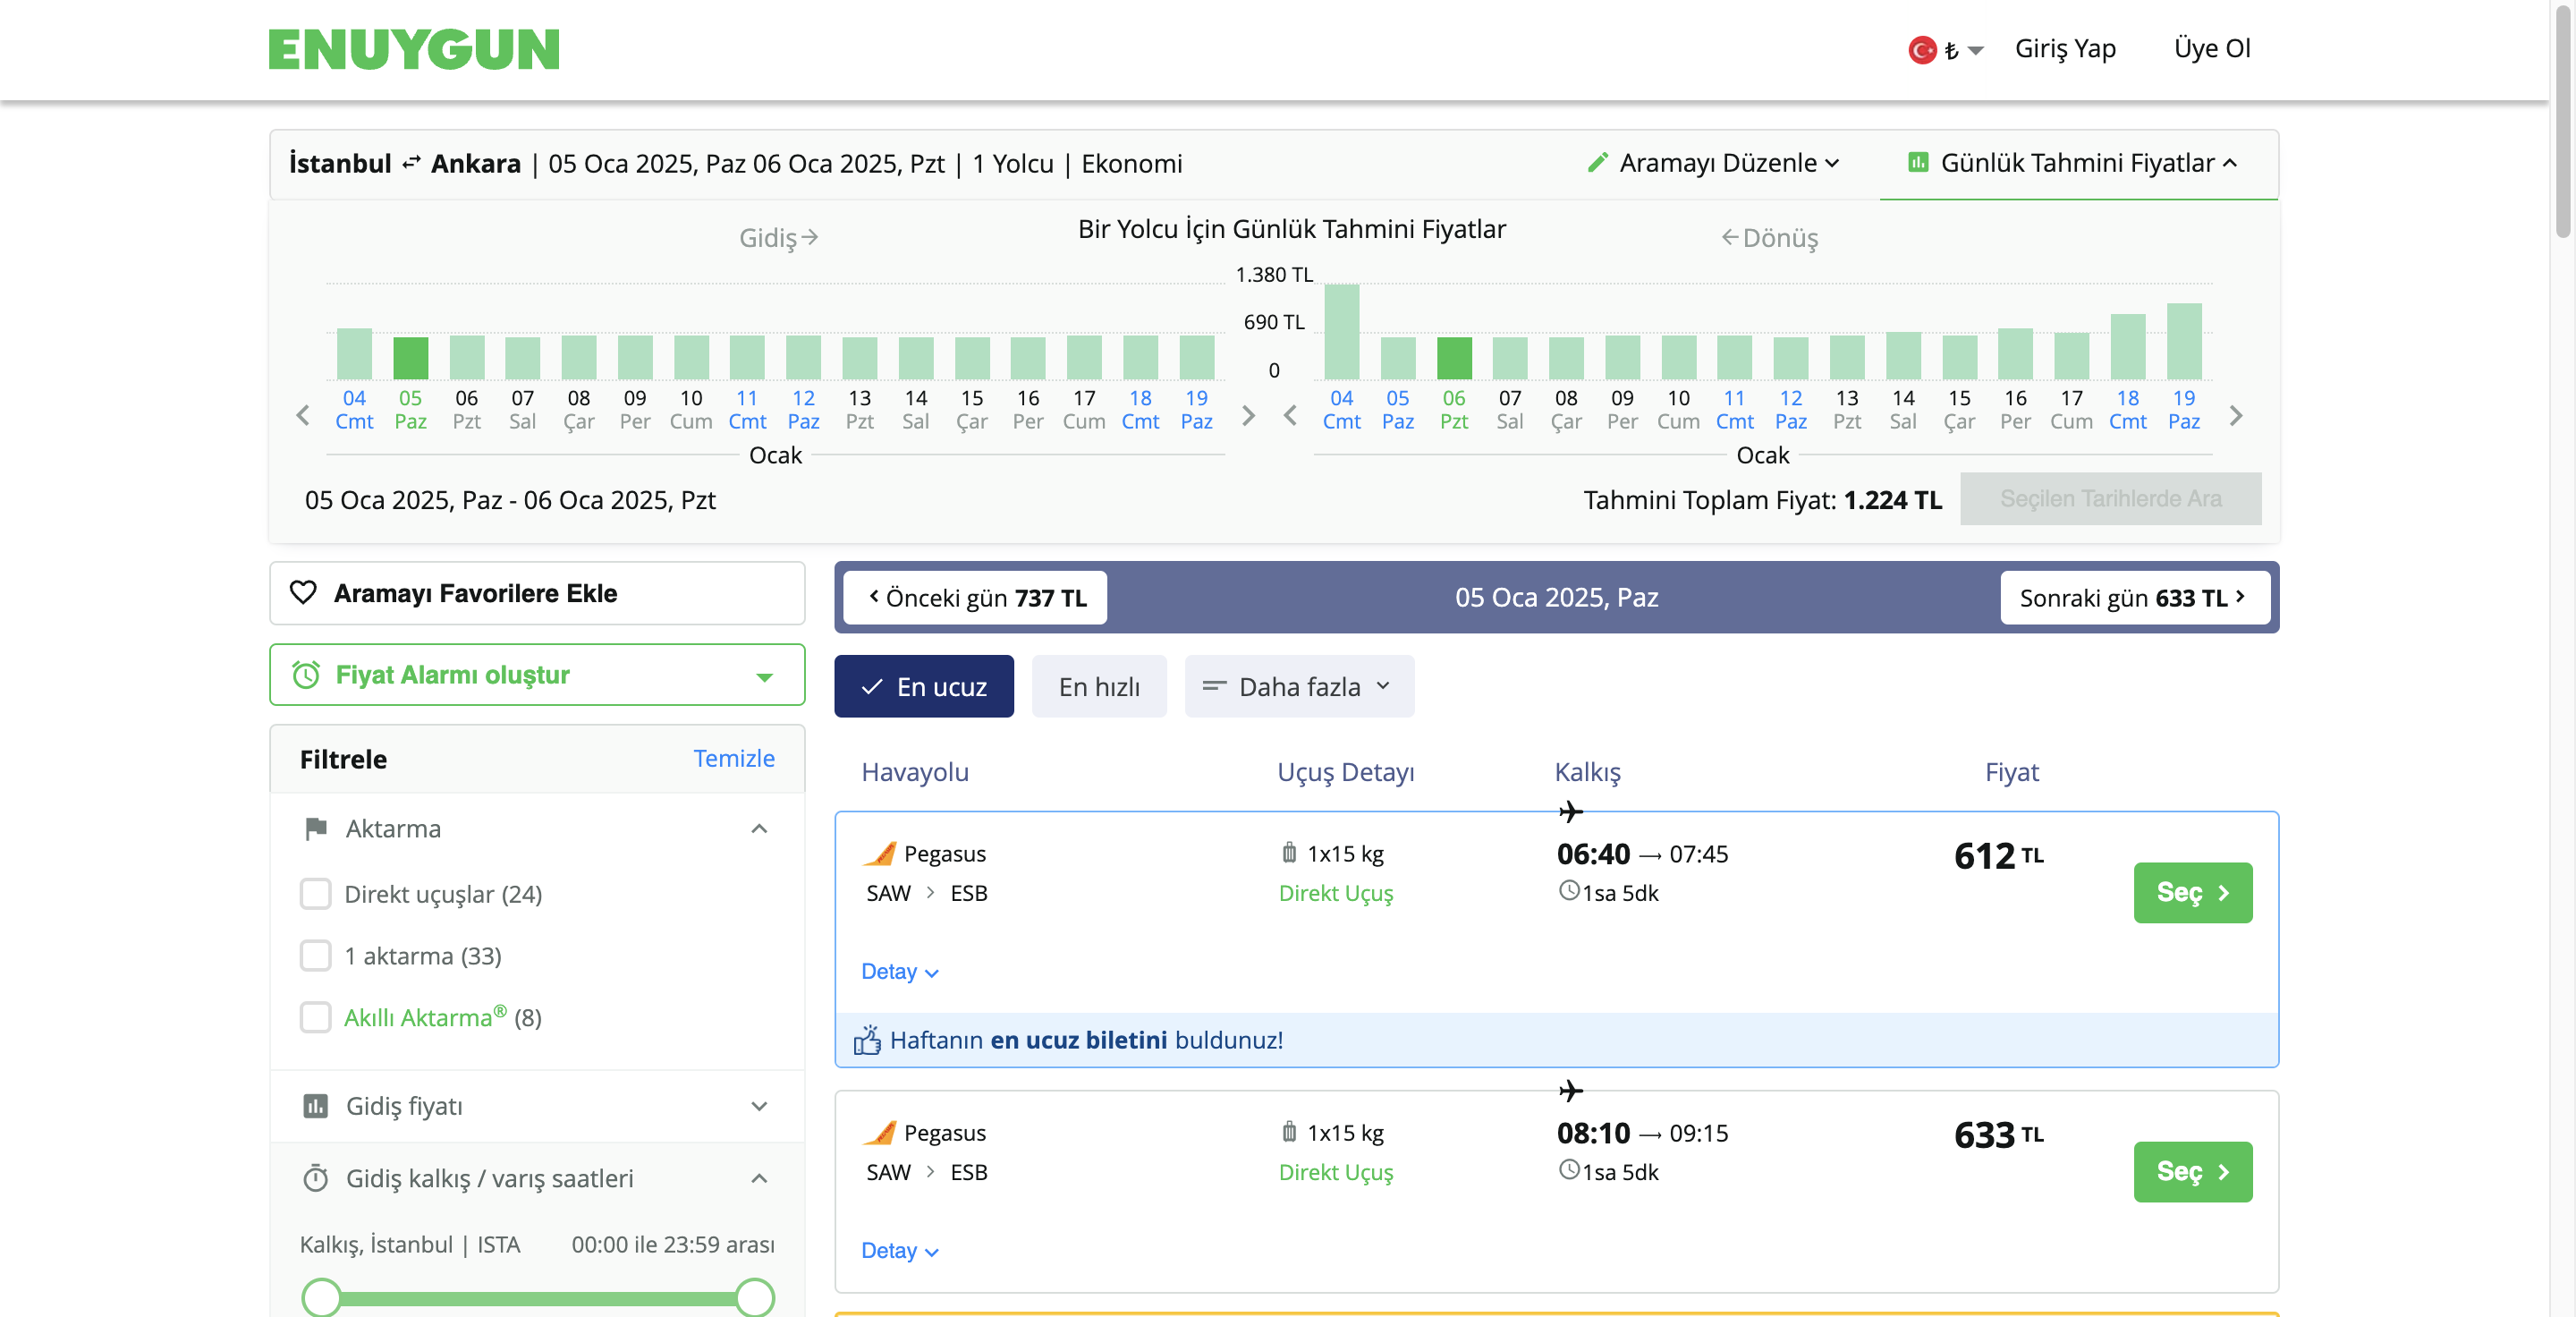 ENUYGUN
₺
Giriş Yap
Üye Ol
İstanbul Ankara | 05 Oca 2025, Paz 06 Oca 2025, Pzt | 1 Yolcu | Ekonomi
Aramayı Düzenle
Günlük Tahmini Fiyatlar
Bir Yolcu İçin Günlük Tahmini Fiyatlar
Gidiş
Dönüş
1.380 TL
690 TL
0
04 05 06 07 08 09 10 11 12 13 14 15 16 17 18 19
Cmt Paz Pzt Sal Çar Per Cum Cmt Paz Pzt Sal Çar Per Cum Cmt Paz
Ocak
04 05 06 07 08 09 10 11 12 13 14 15 16 17 18 19
Cmt Paz Pzt Sal Çar Per Cum Cmt Paz Pzt Sal Çar Per Cum Cmt Paz
Ocak
05 Oca 2025, Paz - 06 Oca 2025, Pzt
Tahmini Toplam Fiyat: 1.224 TL
Seçilen Tarihlerde Ara
Aramayı Favorilere Ekle
Fiyat Alarmı oluştur
Filtrele
Temizle
Aktarma
Direkt uçuşlar (24)
1 aktarma (33)
Akıllı Aktarma® (8)
Gidiş fiyatı
Gidiş kalkış / varış saatleri
Kalkış, İstanbul | ISTA
00:00 ile 23:59 arası
Önceki gün 737 TL
05 Oca 2025, Paz
Sonraki gün 633 TL
En ucuz
En hızlı
Daha fazla
Havayolu
Uçuş Detayı
Kalkış
Fiyat
Pegasus
1x15 kg
06:40 → 07:45
612 TL
SAW > ESB
Direkt Uçuş
1sa 5dk
Seç
Detay
Haftanın en ucuz biletini buldunuz!
Pegasus
1x15 kg
08:10 → 09:15
633 TL
SAW > ESB
Direkt Uçuş
1sa 5dk
Seç
Detay